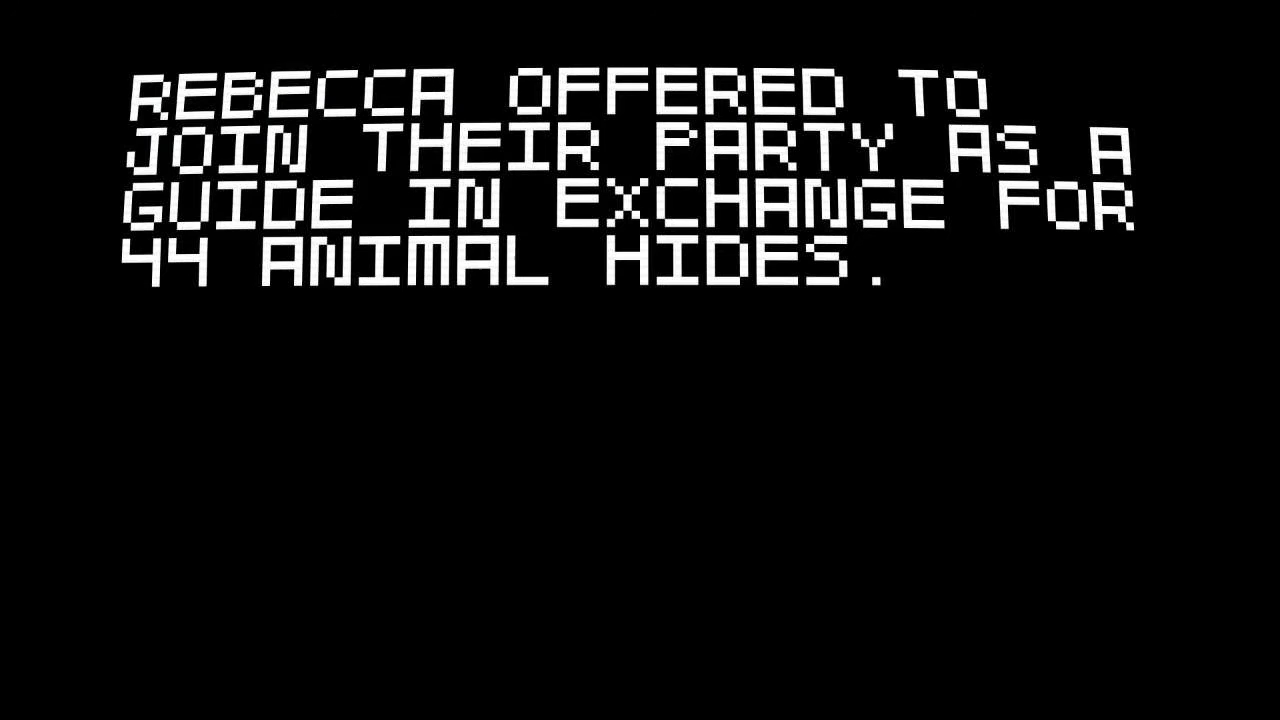 REBECCA OFFERED TO
JOIN THEIR PARTY AS A
GUIDE IN EXCHANGE FOR
44 ANIMAL HIDES.